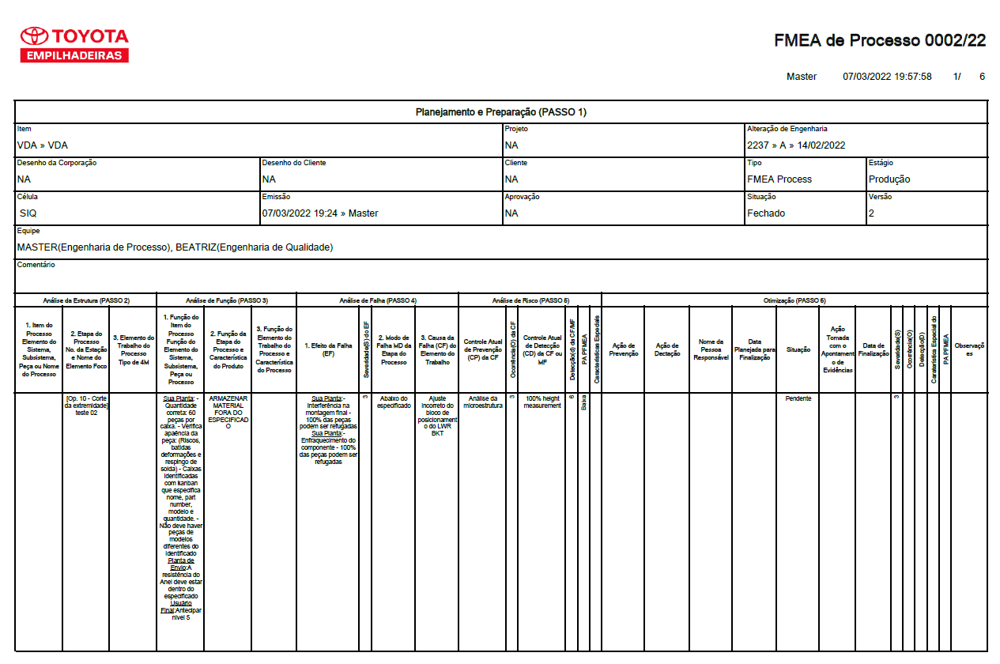 TOYOTA
EMPILHADEIRAS
FMEA de Processo 0002/22
Master 07/03/2022 19:57:58 1/ 6
Planejamento e Preparação (PASSO 1)
Item
VDA » VDA
Projeto
NA
Alteração de Engenharia
2237 » A » 14/02/2022
Desenho da Corporação
NA
Desenho do Cliente
NA
Cliente
NA
Tipo
FMEA Process
Estágio
Produção
Célula
SIQ
Emissão
07/03/2022 19:24 » Master
Aprovação
NA
Situação
Fechado
Versão
2
Equipe
MASTER(Engenharia de Processo), BEATRIZ(Engenharia de Qualidade)
Comentário
Análise da Estrutura (PASSO 2)
Análise de Função (PASSO 3)
Análise de Falha (PASSO 4)
Análise de Risco (PASSO 5)
Otimização (PASSO 6)
1. Item do
Processo
Elemento do
Sistema,
Subsistema,
Peça ou Nome
do Processo
2. Etapa do
Processo
No. da Estação
e Nome do
Elemento Foco
3. Elemento do
Trabalho do
Processo
Tipo de 4M
1. Função do
Item do
Processo
Função do
Elemento do
Sistema,
Subsistema,
Peça ou
Processo
2. Função da
Etapa do
Processo e
Característica
do Produto
3. Função do
Elemento do
Trabalho do
Processo e
Característica
do Processo
1. Efeito da Falha
(EF)
Severidade(S) do EF
2. Modo de
Falha MD da
Etapa do
Processo
3. Causa da
Falha (CF) do
Elemento do
Trabalho
Controle Atual
de Prevenção
(CP) da CF
Ocorrência(O) da CF
Controle Atual
de Detecção
(CD) da CF ou
MF
Detecção(d) da CF/MF
PA PFMEA
Características Especiais
Ação de
Prevenção
Ação de
Dectação
Nome da
Pessoa
Responsável
Data
Planejada para
Finalização
Situação
Ação
Tomada
com o
Apontament
o de
Evidências
Data de
Finalização
Severidade(S)
Ocorrência(O)
Detecção(D)
Caraterística Especial do
PA PFMEA
Observaçõ
es
[Op. 10 - Corte
da extremidade]
teste 02
Sua Planta: -
Quantidade
correta: 60
peças por
caixa. - Verifica
apaência da
peça: (Riscos,
batidas
deformações e
respingo de
solda) - Caixas
identificadas
com kanban
que especifica
nome, part
number,
modelo e
quantidade. -
Não deve haver
peças de
modelos
diferentes do
identificado
Planta de
Envio:A
resistência do
Anel deve estar
dentro do
especificado
Usuário
Final:Antecipar
nível 5
ARMAZENAR
MATERIAL
FORA DO
ESPECIFICAD
O
Sua Planta:-
Interferência na
montagem final -
100% das peças
podem ser refugadas
Sua Planta:-
Enfraquecimento do
componente - 100%
das peças podem ser
refugadas
3
Abaixo do
especificado
Ajuste
incorreto do
bloco de
posicionament
o do LWR
BKT
Análise da
microestrutura
3
100% height
measurement
6
Baixa
Pendente
3